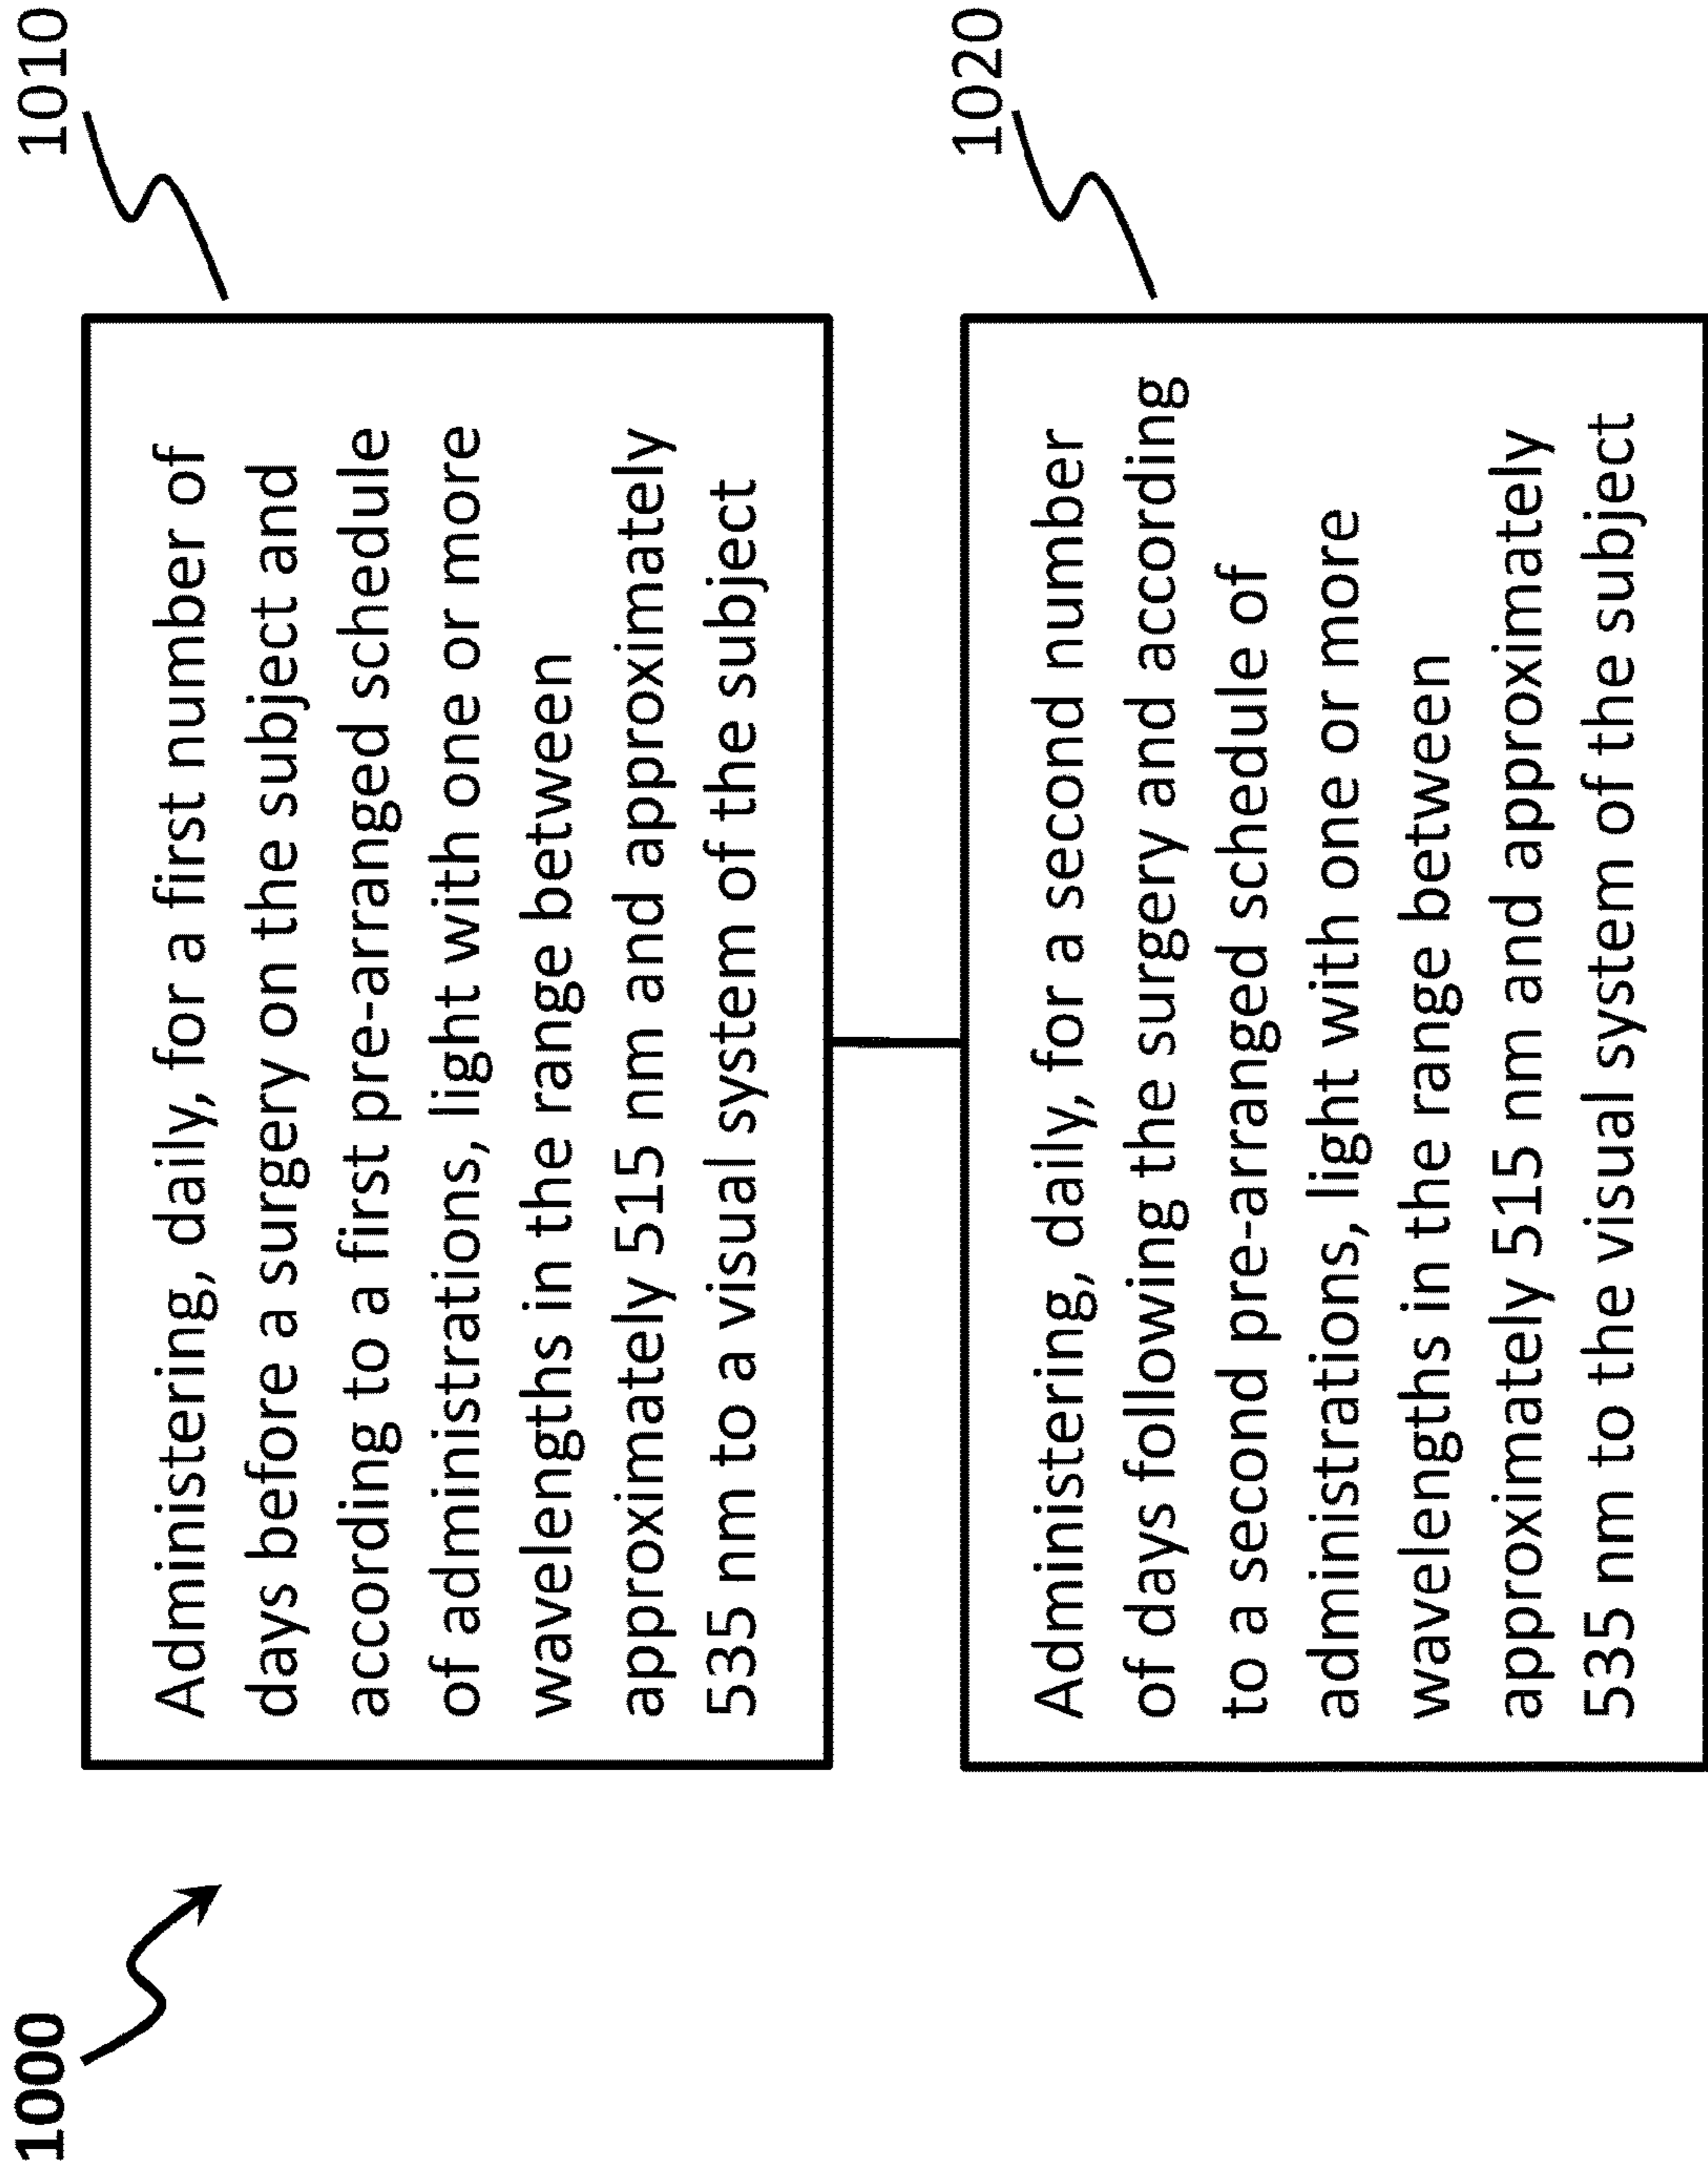 1000
1010
Administering, daily, for a first number of
days before a surgery on the subject and
according to a first pre-arranged schedule
of administrations, light with one or more
wavelengths in the range between
approximately 515 nm and approximately
535 nm to a visual system of the subject
1020
Administering, daily, for a second number
of days following the surgery and according
to a second pre-arranged schedule of
administrations, light with one or more
wavelengths in the range between
approximately 515 nm and approximately
535 nm to the visual system of the subject